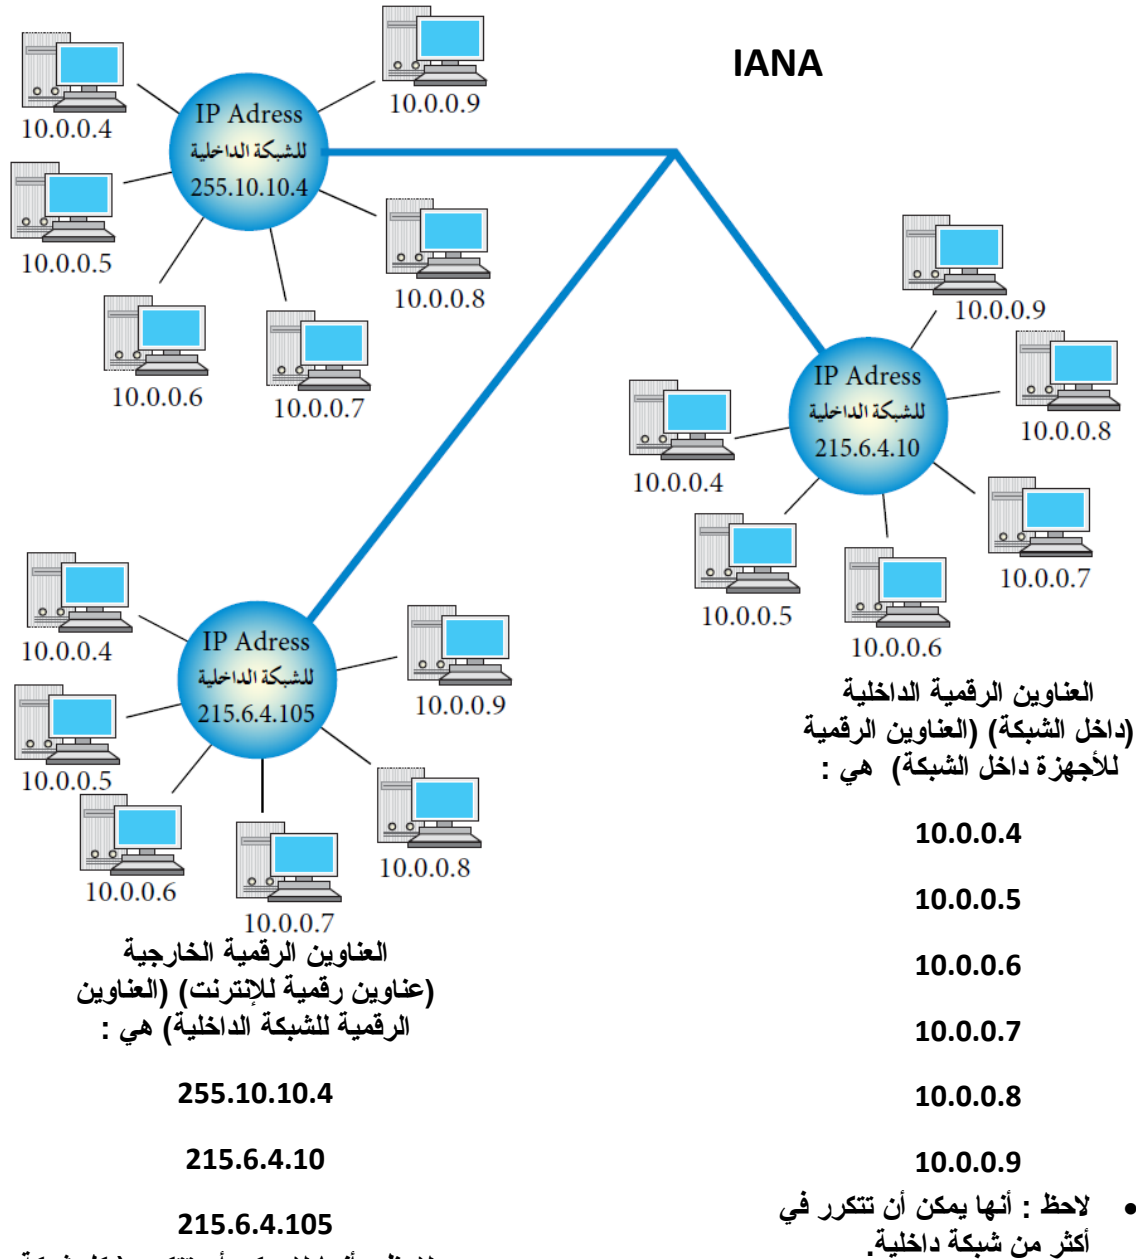 IANA
10.0.0.4
10.0.0.9
IP Adress
للشبكة الداخلية
255.10.10.4
10.0.0.5
10.0.0.8
10.0.0.6
10.0.0.7
10.0.0.9
IP Adress
للشبكة الداخلية
215.6.4.10
10.0.0.8
10.0.0.4
10.0.0.7
10.0.0.5
10.0.0.6
10.0.0.4
IP Adress
للشبكة الداخلية
215.6.4.105
10.0.0.9
10.0.0.5
10.0.0.8
10.0.0.6
10.0.0.7
العناوين الرقمية الداخلية
(داخل الشبكة) (العناوين الرقمية
للأجهزة داخل الشبكة) هي :
10.0.0.4
10.0.0.5
10.0.0.6
10.0.0.7
10.0.0.8
10.0.0.9
• لاحظ : أنها يمكن أن تتكرر في
أكثر من شبكة داخلية.
العناوين الرقمية الخارجية
(عناوين رقمية للإنترنت) (العناوين
الرقمية للشبكة الداخلية) هي :
255.10.10.4
215.6.4.10
215.6.4.105